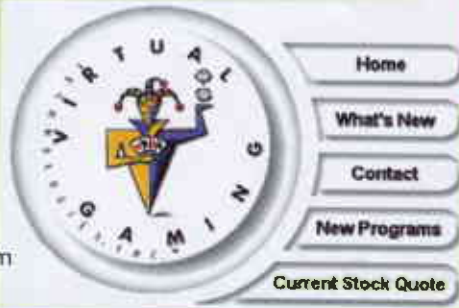 VIRTUAL
GAMING
Home
What's New
Contact
New Programs
Current Stock Quote
m